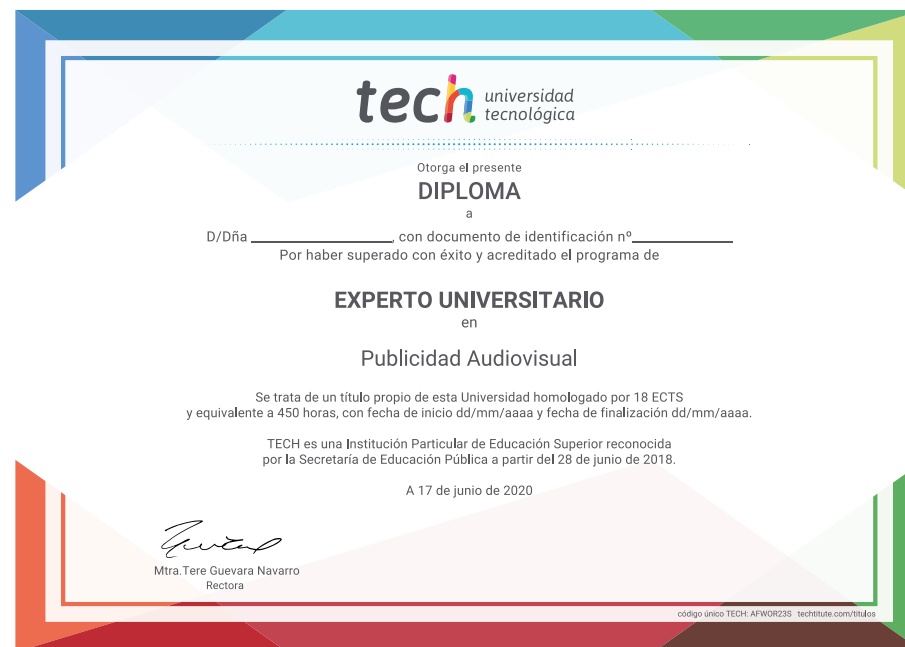 tech universidad
tecnológica
Otorga el presente
DIPLOMA
a
D/Dña ____________________, con documento de identificación nº______________
Por haber superado con éxito y acreditado el programa de
EXPERTO UNIVERSITARIO
en
Publicidad Audiovisual
Se trata de un título propio de esta Universidad homologado por 18 ECTS
y equivalente a 450 horas, con fecha de inicio dd/mm/aaaa y fecha de finalización dd/mm/aaaa.
TECH es una Institución Particular de Educación Superior reconocida
por la Secretaría de Educación Pública a partir del 28 de junio de 2018.
A 17 de junio de 2020
Mtra.Tere Guevara Navarro
Rectora
código único TECH: AFWOR23S techtitute.com/titulos